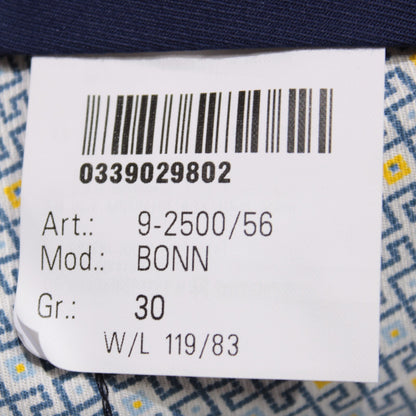 0339029802
Art.: 9-2500/56
Mod.: BONN
Gr.: 30
W/L 119/83